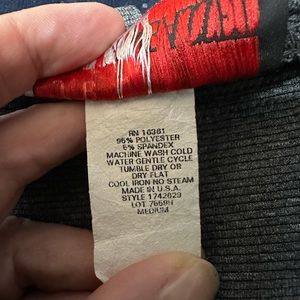 RN 16381
95% POLYESTER
5% SPANDEX
MACHINE WASH COLD
WATER GENTLE CYCLE
TUMBLE DRY OR
DRY FLAT
COOL IRON-NO STEAM
MADE IN U.S.A.
STYLE 1742629
MEDIUM